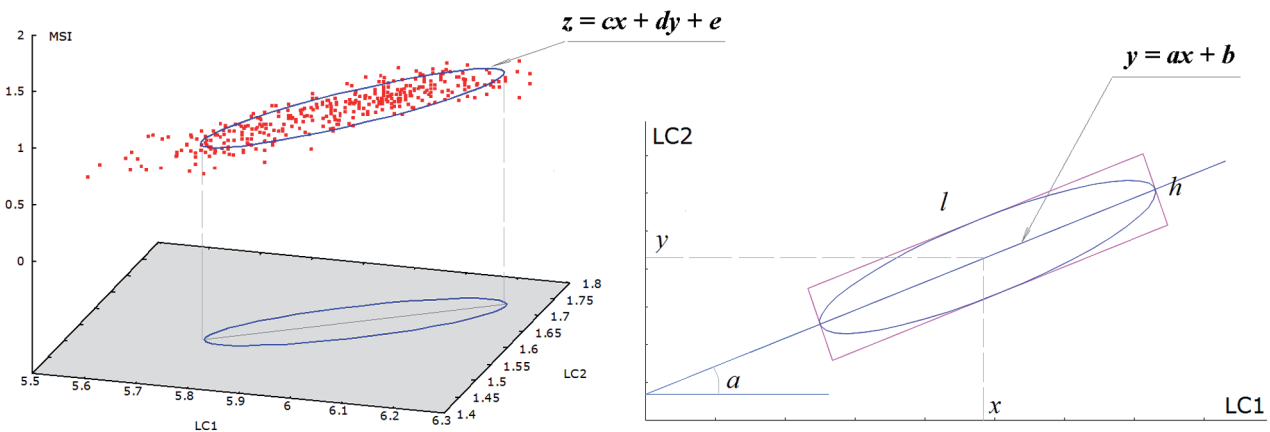 z = cx + dy + e
2
MSI
1.5
1
0.5
0
1.8
1.75
1.7
1.65
1.6
1.55
1.5
1.45
1.4
LC2
5.5
5.6
5.7
5.8
5.9
6
6.1
6.2
6.3
LC1
y = ax + b
LC2
l
h
y
a
x
LC1